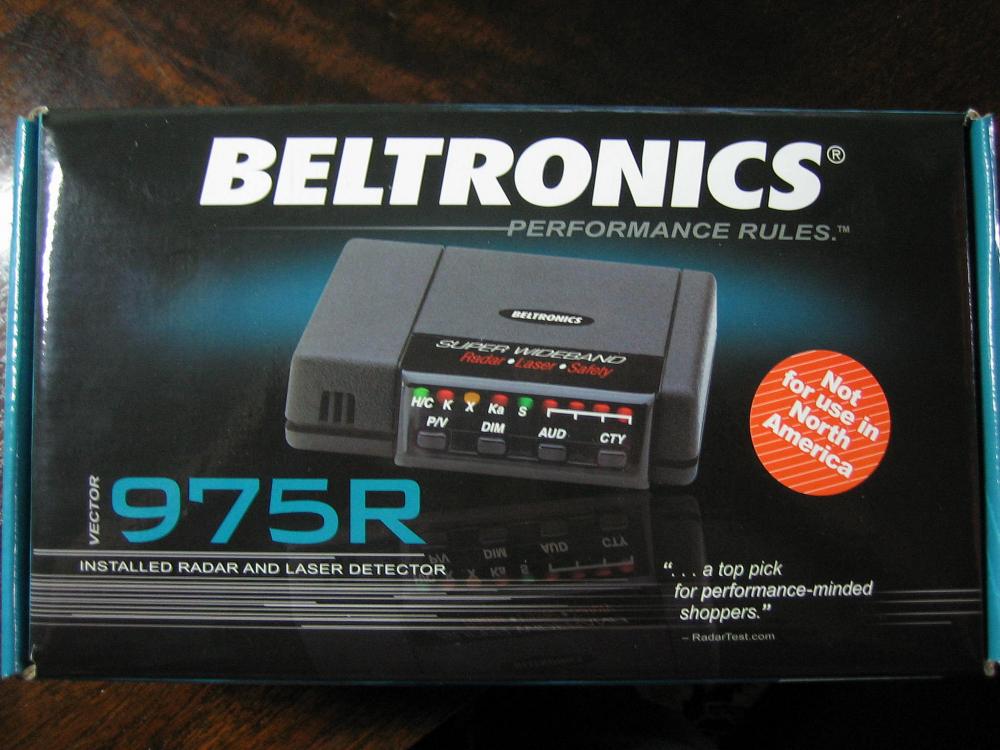 BELTRONICS®
PERFORMANCE RULES.™
BELTRONICS
SUPER WIDEBAND
Radar • Laser • Safety
H/C K X Ka S
P/V DIM AUD CTY
Not
for use in
North
America
VECTOR
975R
INSTALLED RADAR AND LASER DETECTOR
“. . . a top pick
for performance-minded
shoppers.”
– RadarTest.com